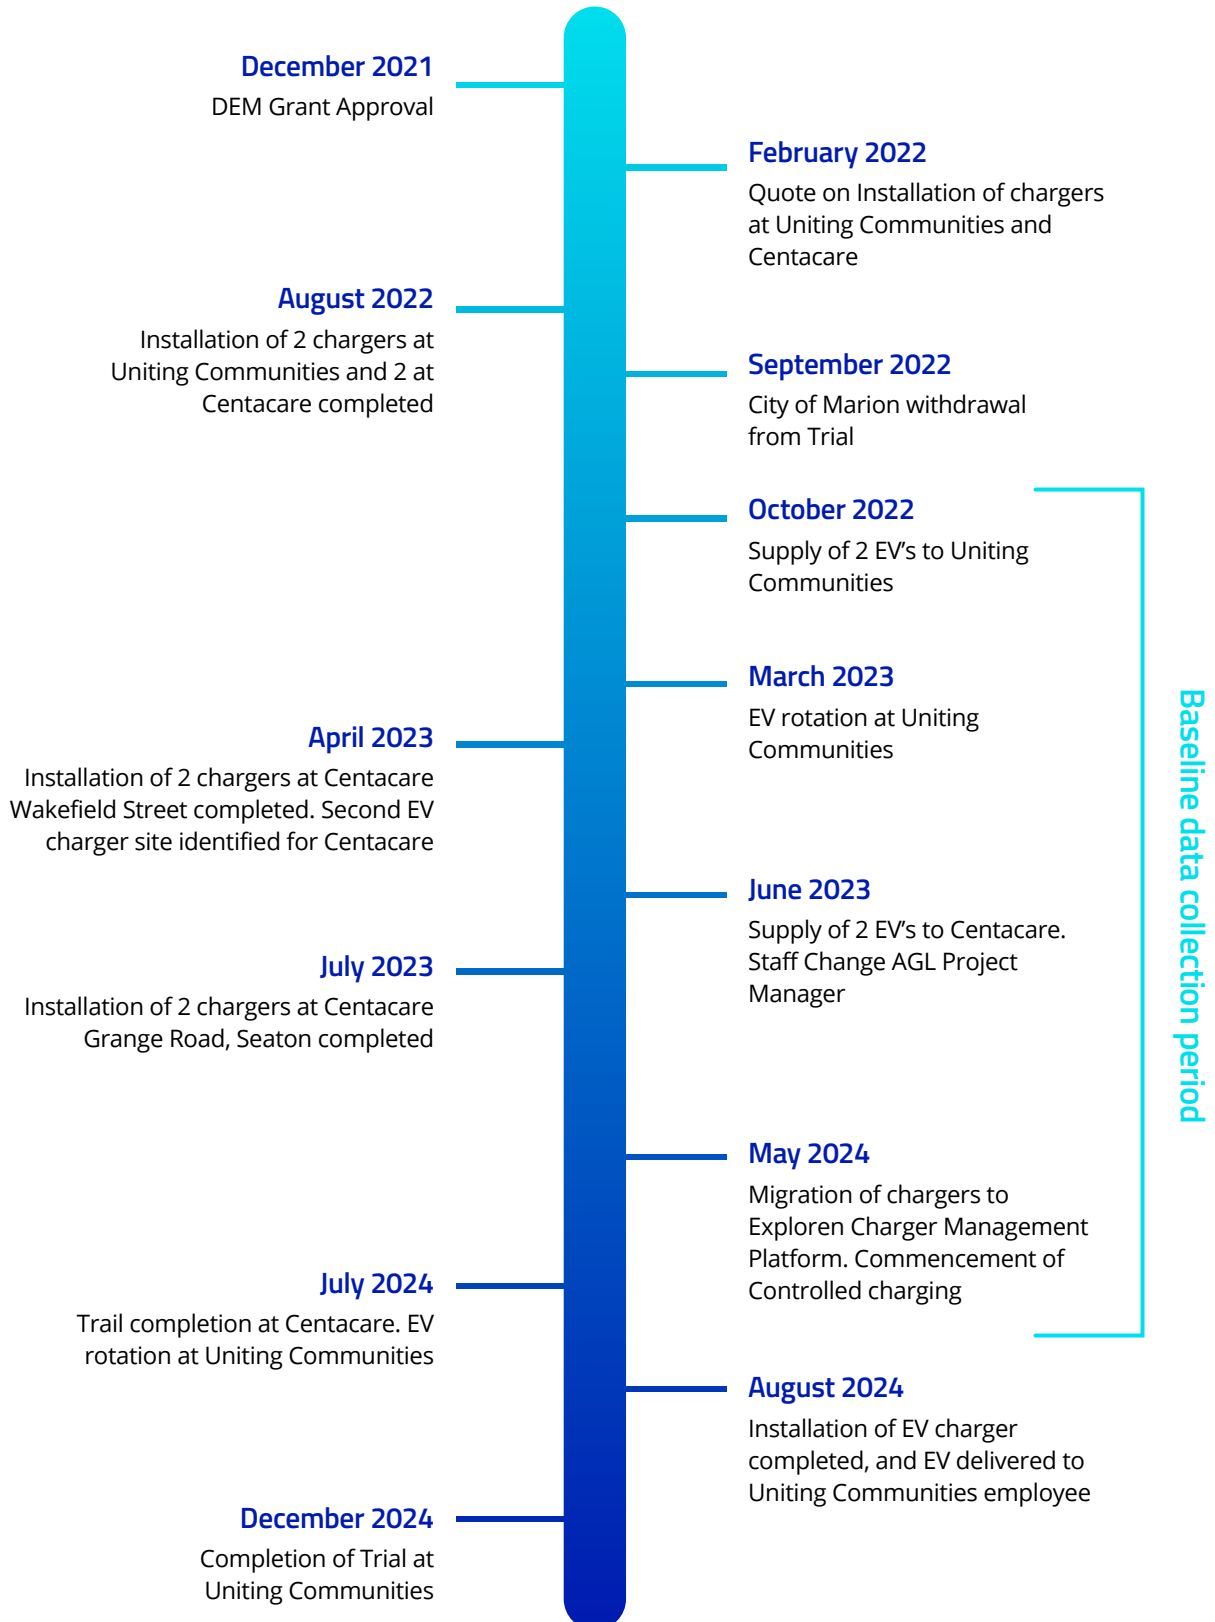 December 2021
DEM Grant Approval
February 2022
Quote on Installation of chargers
at Uniting Communities and
Centacare
August 2022
Installation of 2 chargers at
Uniting Communities and 2 at
Centacare completed
September 2022
City of Marion withdrawal
from Trial
October 2022
Supply of 2 EV's to Uniting
Communities
March 2023
EV rotation at Uniting
Communities
April 2023
Installation of 2 chargers at Centacare
Wakefield Street completed. Second EV
charger site identified for Centacare
June 2023
Supply of 2 EV's to Centacare.
Staff Change AGL Project
Manager
July 2023
Installation of 2 chargers at Centacare
Grange Road, Seaton completed
May 2024
Migration of chargers to
Exploren Charger Management
Platform. Commencement of
Controlled charging
July 2024
Trail completion at Centacare. EV
rotation at Uniting Communities
August 2024
Installation of EV charger
completed, and EV delivered to
Uniting Communities employee
December 2024
Completion of Trial at
Uniting Communities
Baseline data collection period